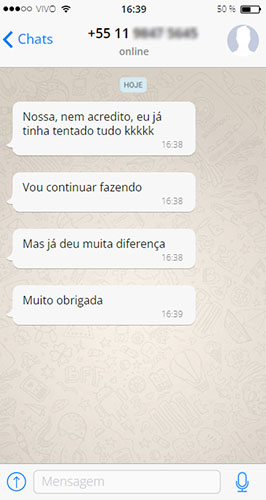 VIVO 16:39 50 %
Chats +55 11
online
HOJE
Nossa, nem acredito, eu já
tinha tentado tudo kkkkk
16:38
Vou continuar fazendo
16:38
Mas já deu muita diferença
16:38
Muito obrigada
16:39
Mensagem